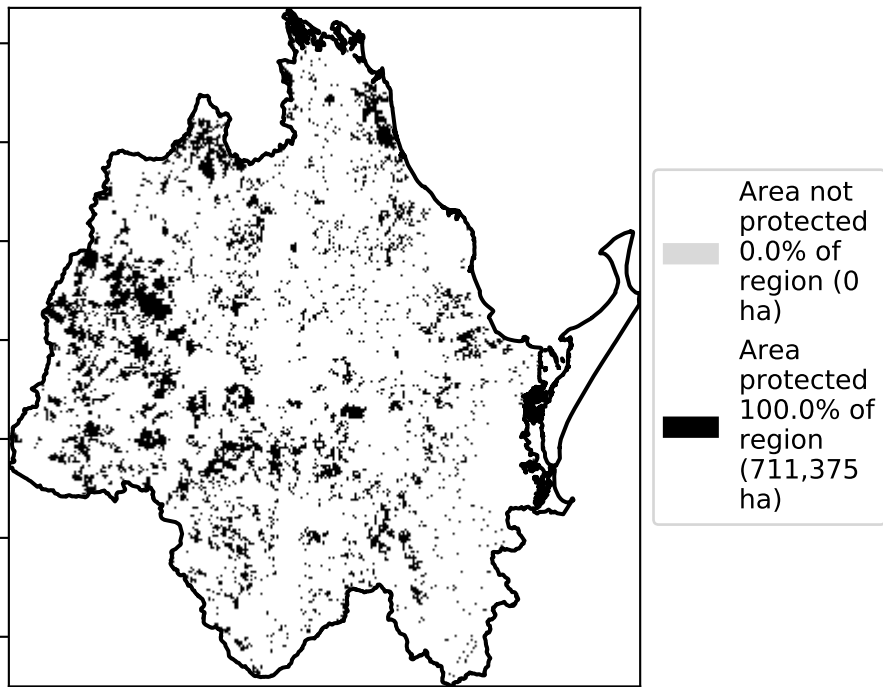 Area not
protected
0.0% of
region (0
ha)
Area
protected
100.0% of
region
(711,375
ha)